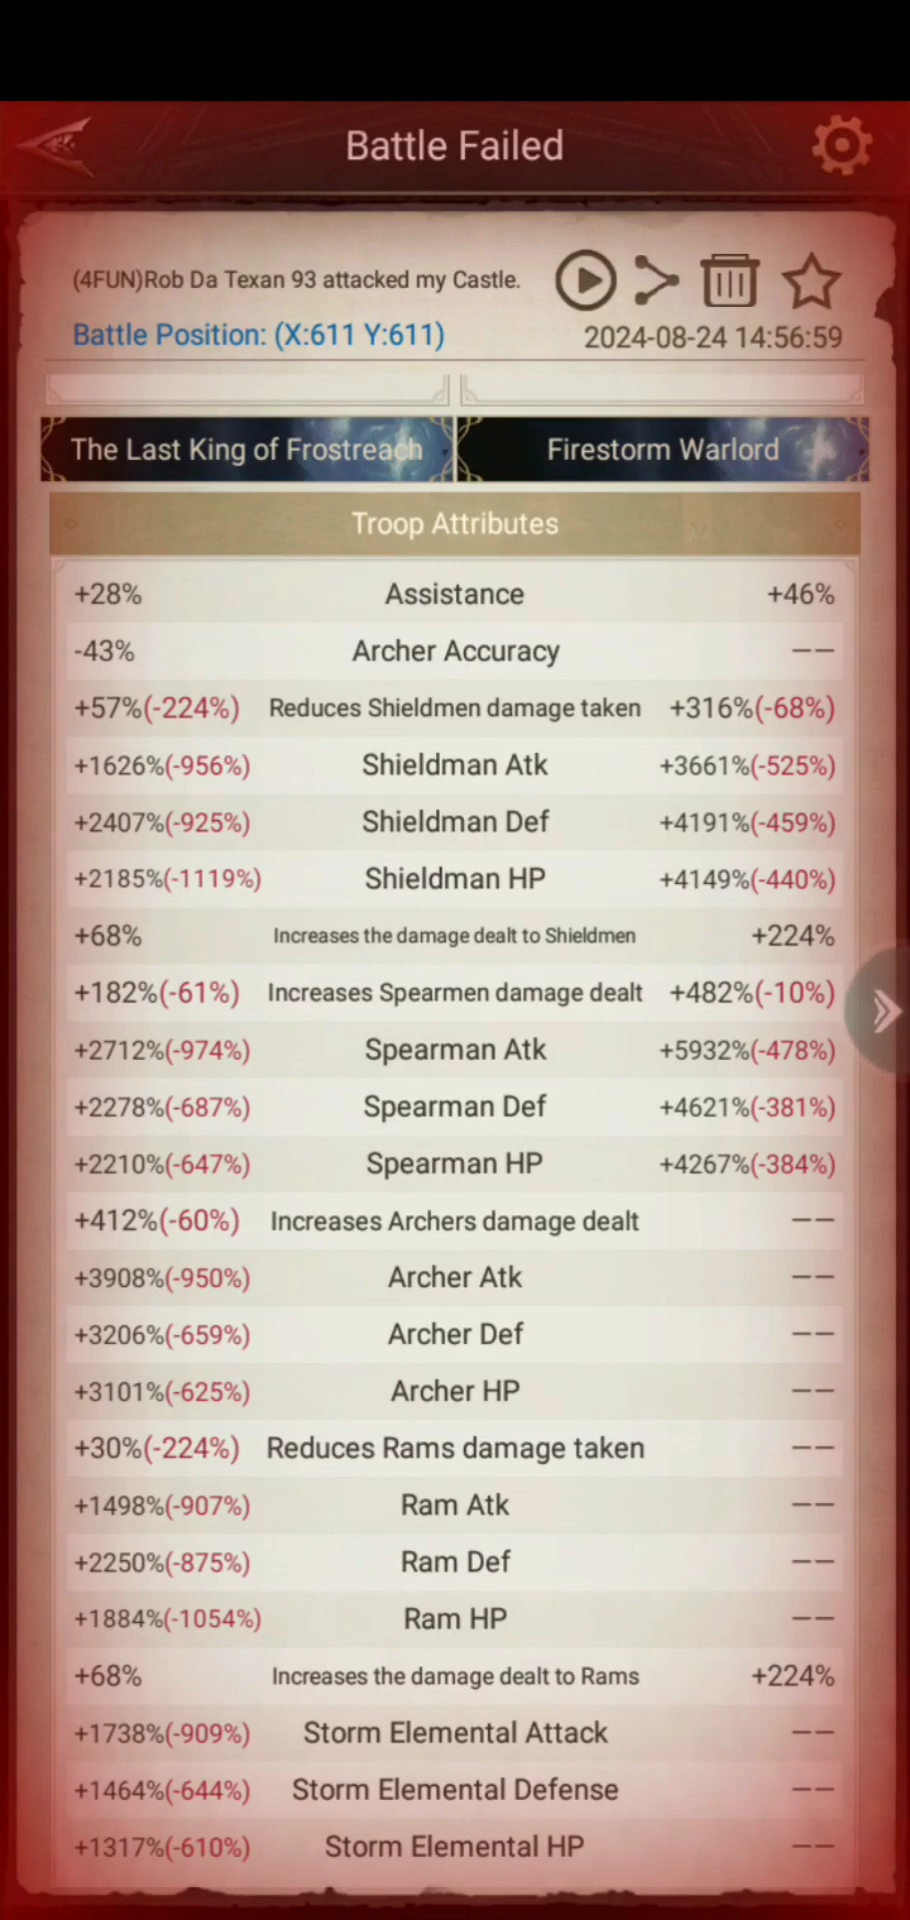 Battle Failed
(4FUN)Rob Da Texan 93 attacked my Castle.
Battle Position: (X:611 Y:611) 2024-08-24 14:56:59
The Last King of Frostreach Firestorm Warlord
Troop Attributes
+28% Assistance +46%
-43% Archer Accuracy --
+57%(-224%) Reduces Shieldmen damage taken +316%(-68%)
+1626%(-956%) Shieldman Atk +3661%(-525%)
+2407%(-925%) Shieldman Def +4191%(-459%)
+2185%(-1119%) Shieldman HP +4149%(-440%)
+68% Increases the damage dealt to Shieldmen +224%
+182%(-61%) Increases Spearmen damage dealt +482%(-10%)
+2712%(-974%) Spearman Atk +5932%(-478%)
+2278%(-687%) Spearman Def +4621%(-381%)
+2210%(-647%) Spearman HP +4267%(-384%)
+412%(-60%) Increases Archers damage dealt --
+3908%(-950%) Archer Atk --
+3206%(-659%) Archer Def --
+3101%(-625%) Archer HP --
+30%(-224%) Reduces Rams damage taken --
+1498%(-907%) Ram Atk --
+2250%(-875%) Ram Def --
+1884%(-1054%) Ram HP --
+68% Increases the damage dealt to Rams +224%
+1738%(-909%) Storm Elemental Attack --
+1464%(-644%) Storm Elemental Defense --
+1317%(-610%) Storm Elemental HP --